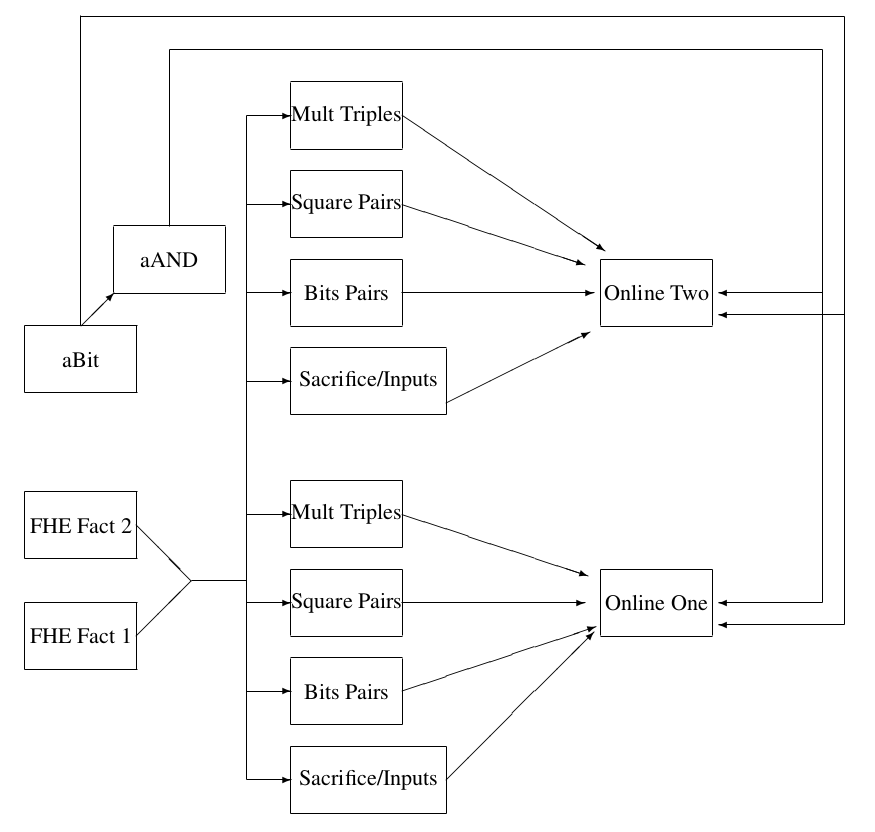 Mult Triples
Square Pairs
aAND
Bits Pairs
Online Two
aBit
Sacrifice/Inputs
FHE Fact 2
Mult Triples
Square Pairs
Online One
FHE Fact 1
Bits Pairs
Sacrifice/Inputs